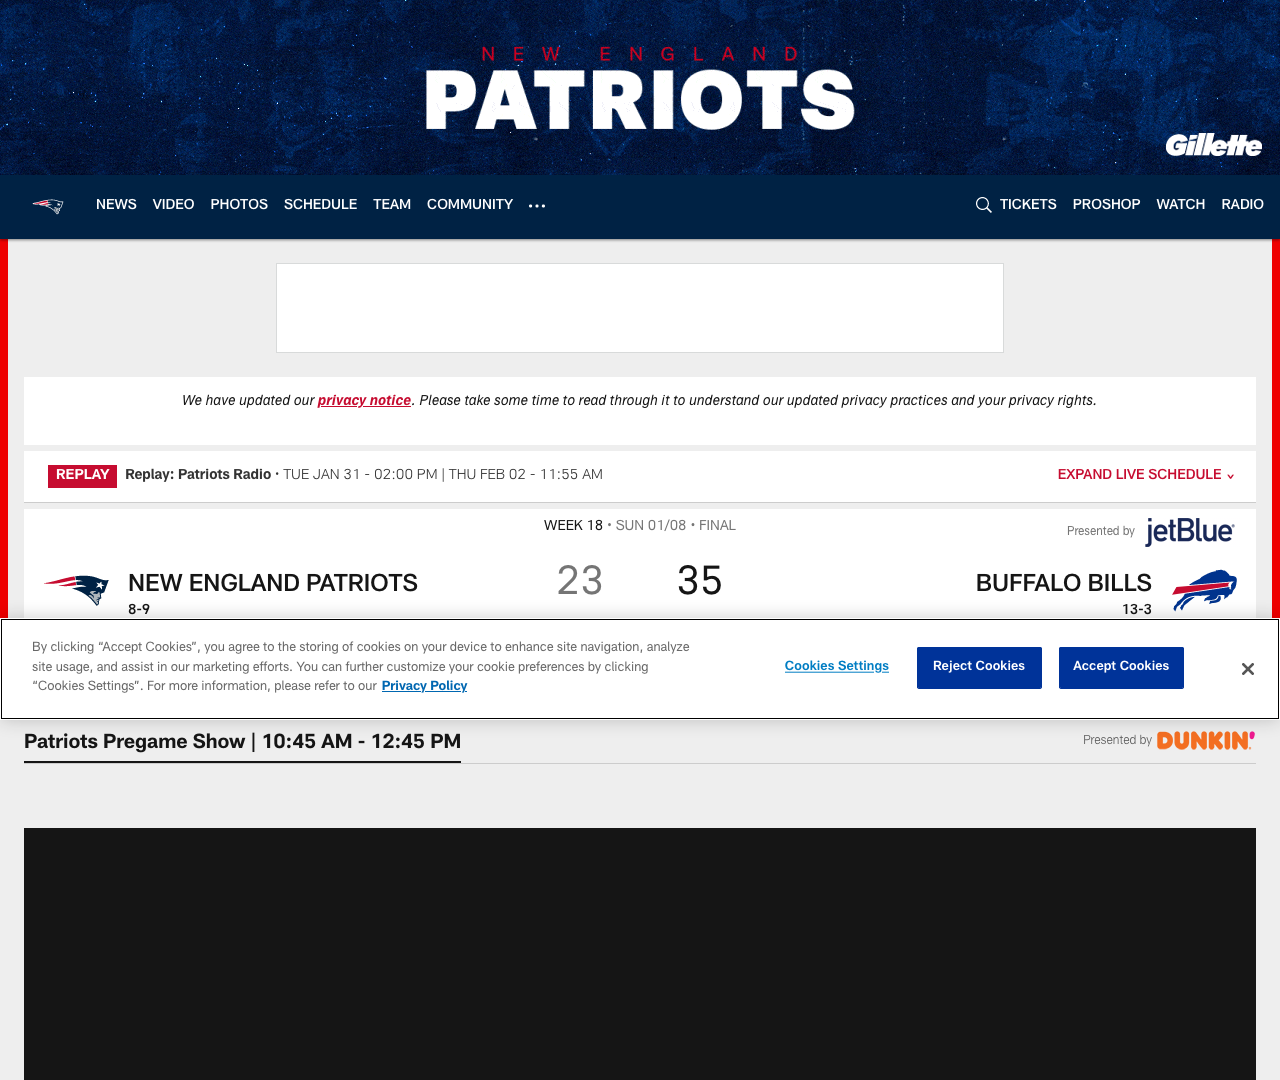 NEW ENGLAND
PATRIOTS
Gillette
NEWS VIDEO PHOTOS SCHEDULE TEAM COMMUNITY ... TICKETS PROSHOP WATCH RADIO
We have updated our privacy notice. Please take some time to read through it to understand our updated privacy practices and your privacy rights.
REPLAY Replay: Patriots Radio • TUE JAN 31 - 02:00 PM | THU FEB 02 - 11:55 AM EXPAND LIVE SCHEDULE
WEEK 18 • SUN 01/08 • FINAL
Presented by jetBlue
NEW ENGLAND PATRIOTS 23 35 BUFFALO BILLS
8-9 13-3
By clicking “Accept Cookies”, you agree to the storing of cookies on your device to enhance site navigation, analyze
site usage, and assist in our marketing efforts. You can further customize your cookie preferences by clicking
“Cookies Settings”. For more information, please refer to our Privacy Policy
Cookies Settings Reject Cookies Accept Cookies
Patriots Pregame Show | 10:45 AM - 12:45 PM Presented by DUNKIN'